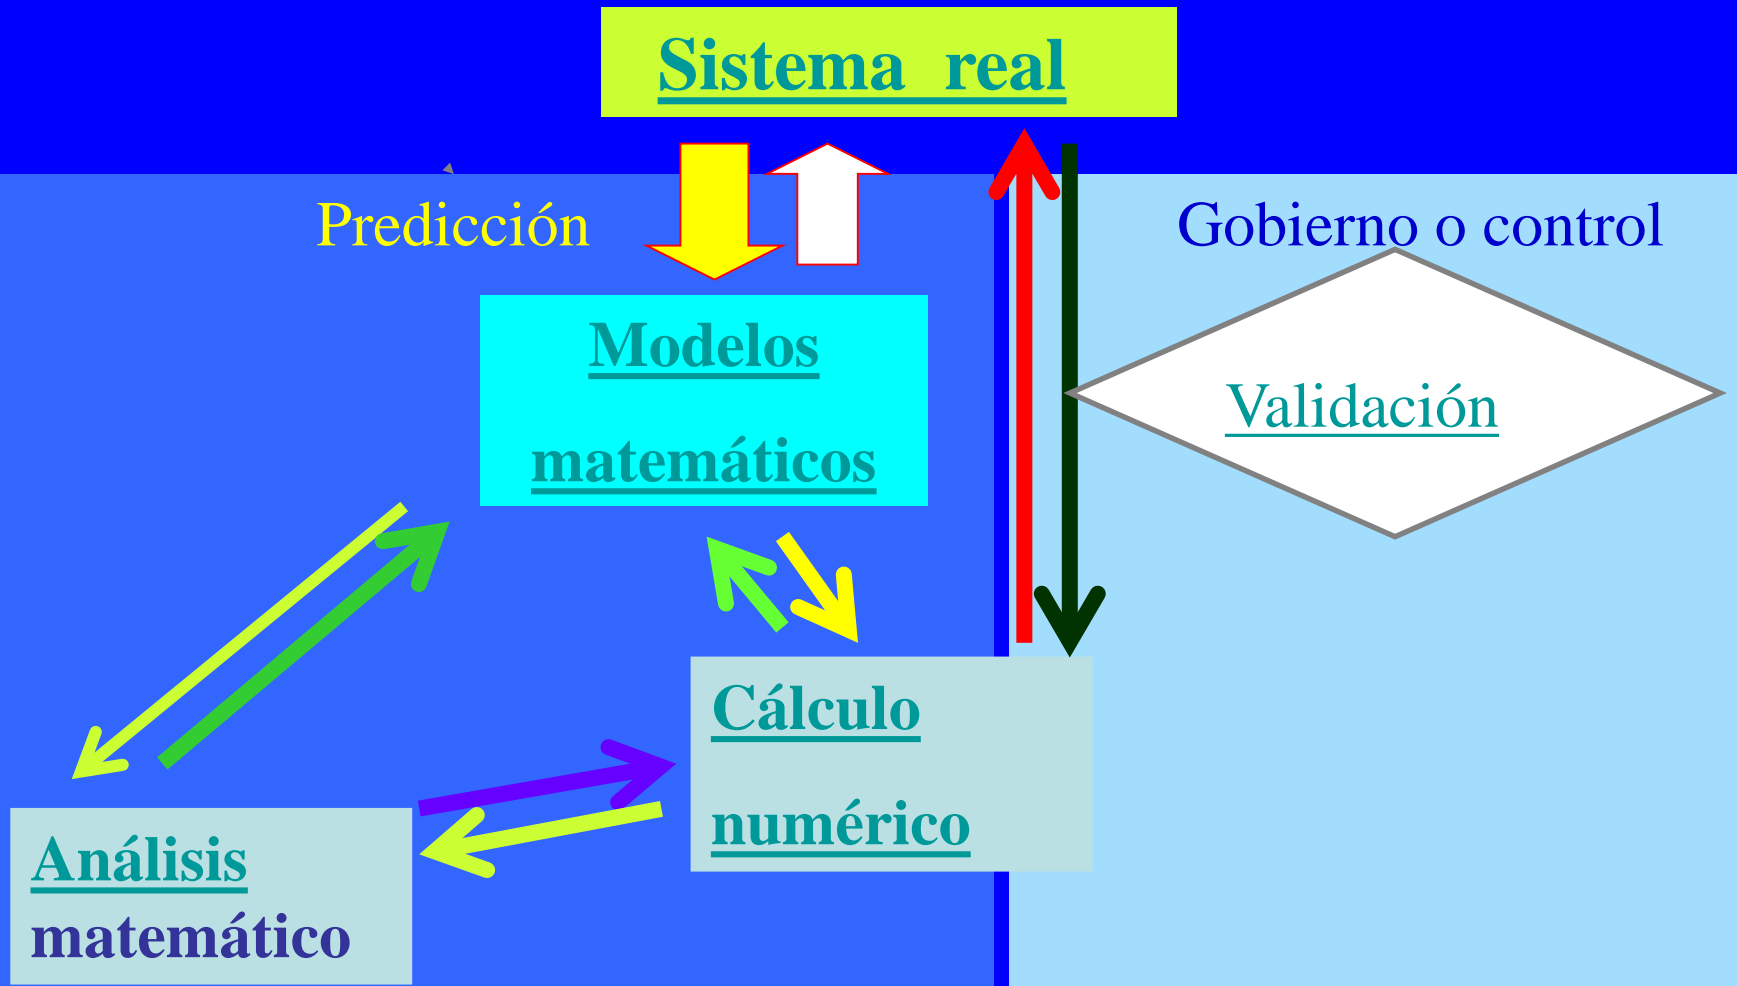 Sistema real
Predicción
Gobierno o control
Modelos
matemáticos
Validación
Cálculo
numérico
Análisis
matemático